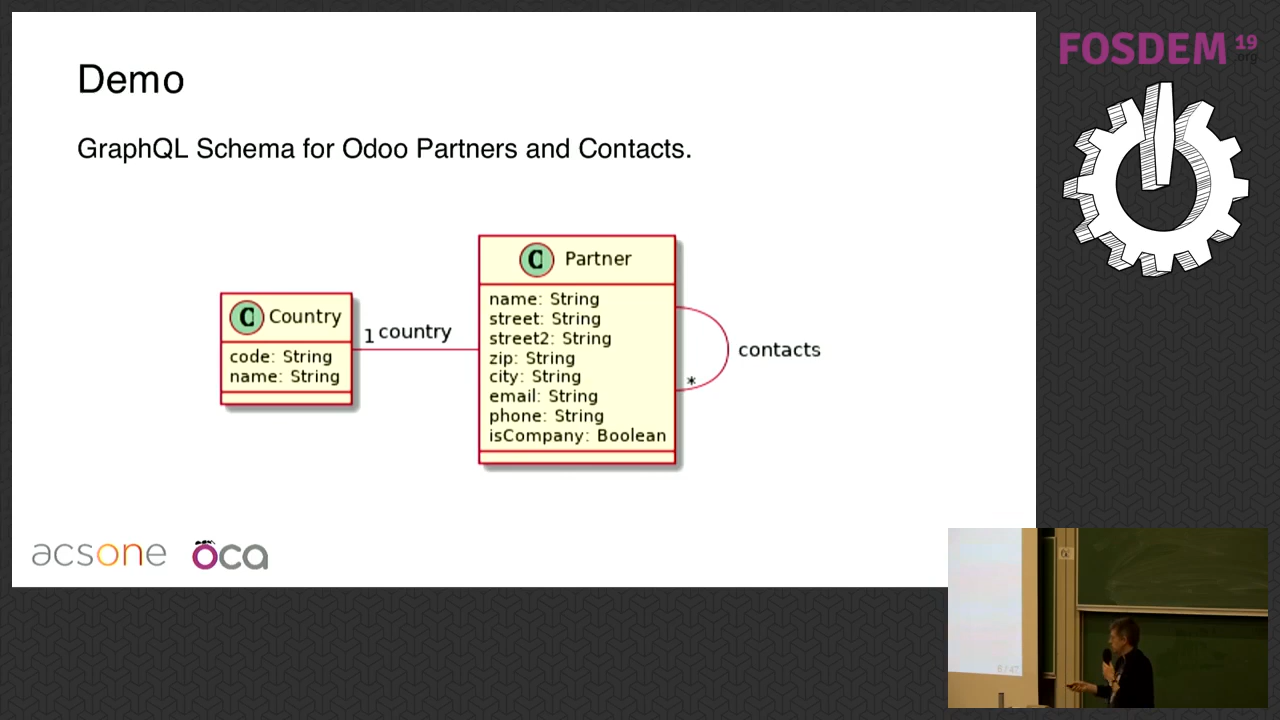 Demo
GraphQL Schema for Odoo Partners and Contacts.
C Country
code: String
name: String
1 country
C Partner
name: String
street: String
street2: String
zip: String
city: String
email: String
phone: String
isCompany: Boolean
contacts
*
acsone oca
FOSDEM 19
.org